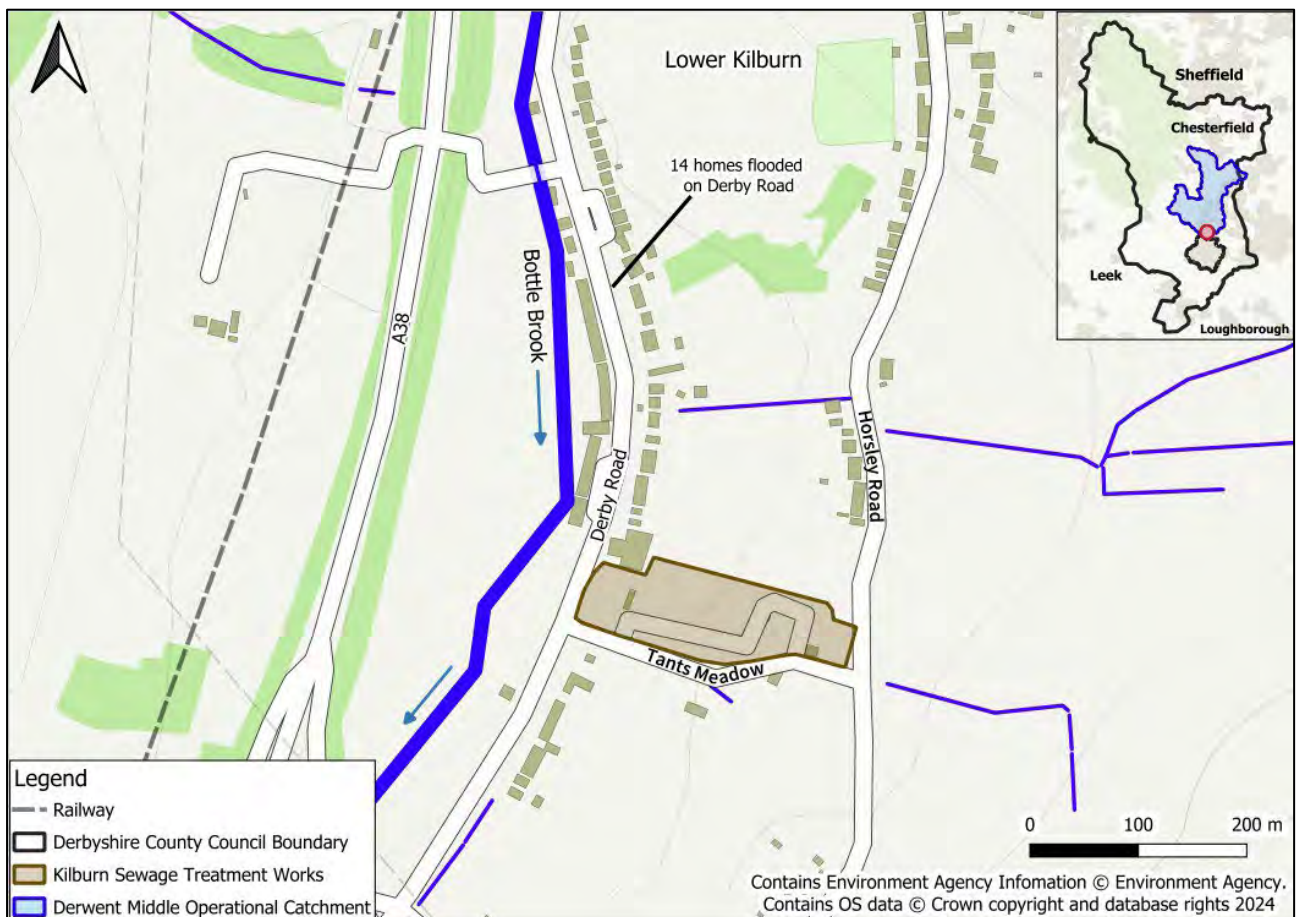 Lower Kilburn
14 homes flooded
on Derby Road
Sheffield
Chesterfield
Leek
Loughborough
A38
Bottle Brook
Derby Road
Horsley Road
Tants Meadow
Legend
Railway
Derbyshire County Council Boundary
Kilburn Sewage Treatment Works
Derwent Middle Operational Catchment
0 100 200 m
Contains Environment Agency Infomation © Environment Agency.
Contains OS data © Crown copyright and database rights 2024